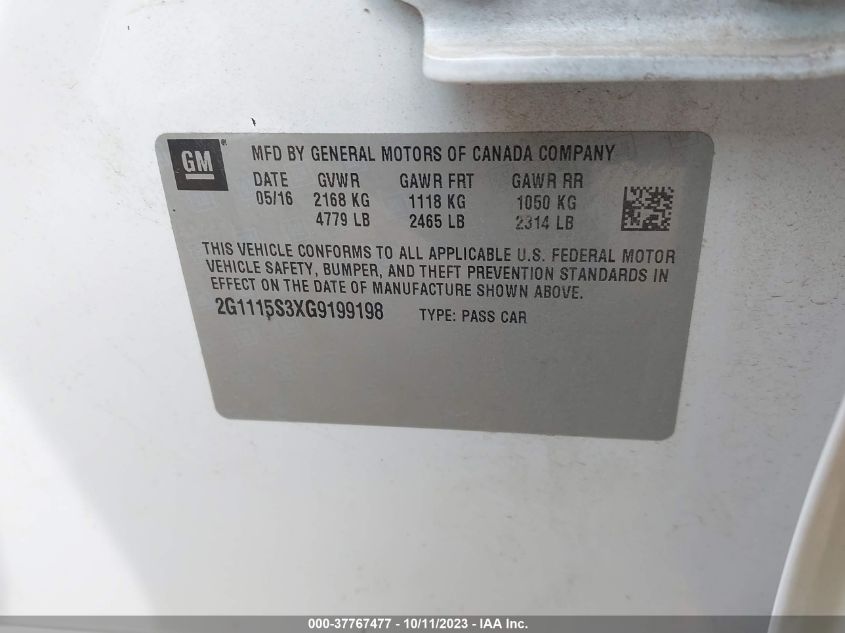 GM® MFD BY GENERAL MOTORS OF CANADA COMPANY
DATE GVWR GAWR FRT GAWR RR
05/16 2168 KG 1118 KG 1050 KG
4779 LB 2465 LB 2314 LB
THIS VEHICLE CONFORMS TO ALL APPLICABLE U.S. FEDERAL MOTOR
VEHICLE SAFETY, BUMPER, AND THEFT PREVENTION STANDARDS IN
EFFECT ON THE DATE OF MANUFACTURE SHOWN ABOVE.
2G1115S3XG9199198 TYPE: PASS CAR
000-37767477 - 10/11/2023 - IAA Inc.